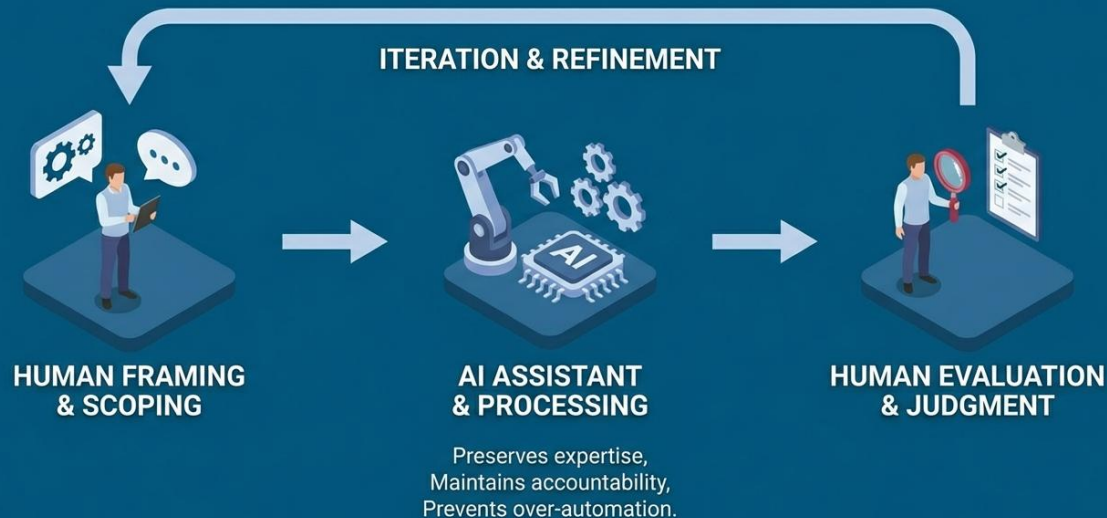 ITERATION & REFINEMENT
AI
HUMAN FRAMING
& SCOPING
AI ASSISTANT
& PROCESSING
HUMAN EVALUATION
& JUDGMENT
Preserves expertise,
Maintains accountability,
Prevents over-automation.